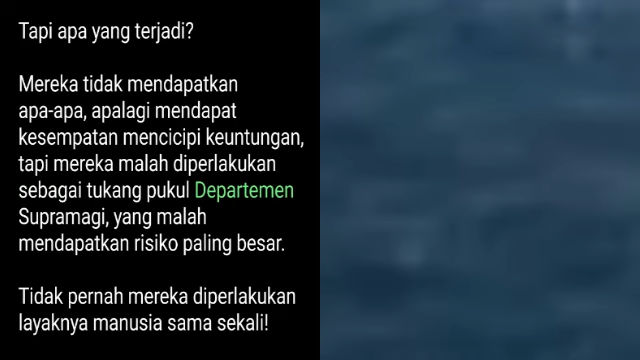 Tapi apa yang terjadi?
Mereka tidak mendapatkan
apa-apa, apalagi mendapat
kesempatan mencicipi keuntungan,
tapi mereka malah diperlakukan
sebagai tukang pukul Departemen
Supramagi, yang malah
mendapatkan risiko paling besar.
Tidak pernah mereka diperlakukan
layaknya manusia sama sekali!